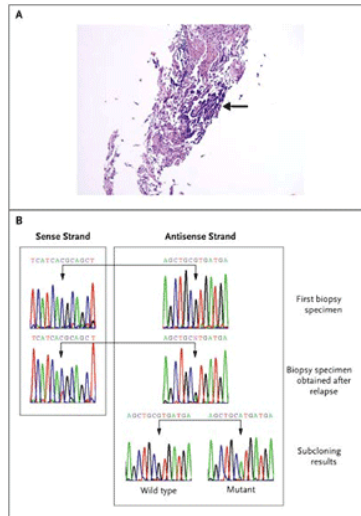 A
B
Sense Strand
Antisense Strand
TCATCACGCAGCT
AGCTGCGTGATGA
First biopsy
specimen
TCATCACGCAGCT
AGCTGCATGATGA
Biopsy specimen
obtained after
relapse
AGCTGCGTGATGA
AGCTGCATGATGA
Subcloning
results
Wild type
Mutant